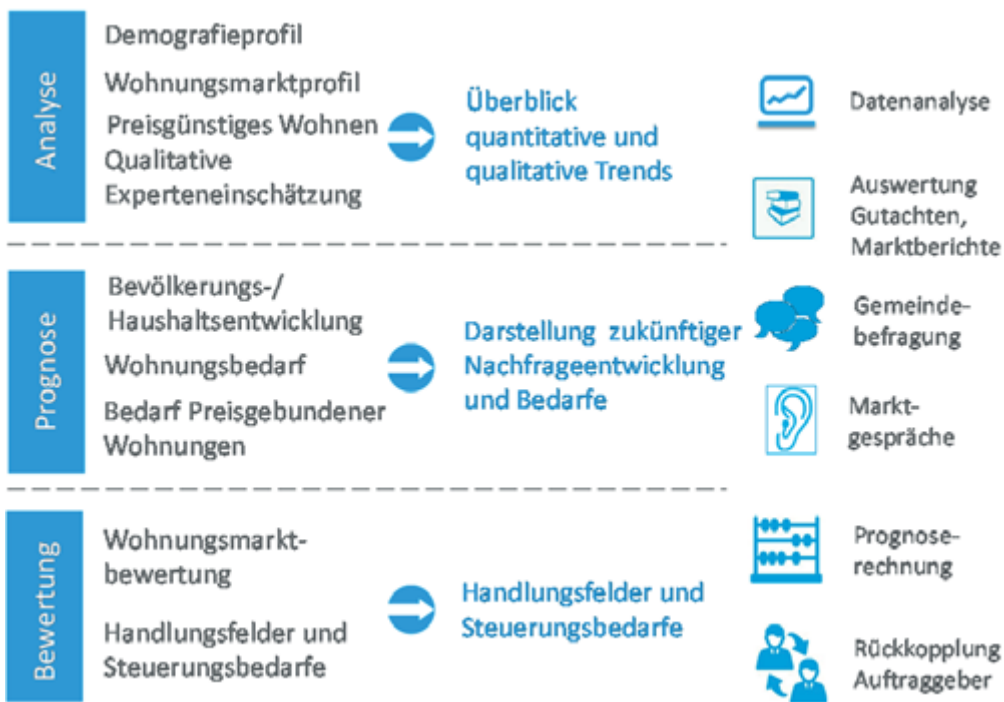 Analyse
Demografieprofil
Wohnungsmarktprofil
Preisgünstiges Wohnen
Qualitative
Experteneinschätzung
Überblick
quantitative und
qualitative Trends
Prognose
Bevölkerungs-/
Haushaltsentwicklung
Wohnungsbedarf
Bedarf Preisgebundener
Wohnungen
Darstellung zukünftiger
Nachfrageentwicklung
und Bedarfe
Bewertung
Wohnungsmarkt-
bewertung
Handlungsfelder und
Steuerungsbedarfe
Handlungsfelder und
Steuerungsbedarfe
Datenanalyse
Auswertung
Gutachten,
Marktberichte
Gemeinde-
befragung
Markt-
gespräche
Prognose-
rechnung
Rückkopplung
Auftraggeber